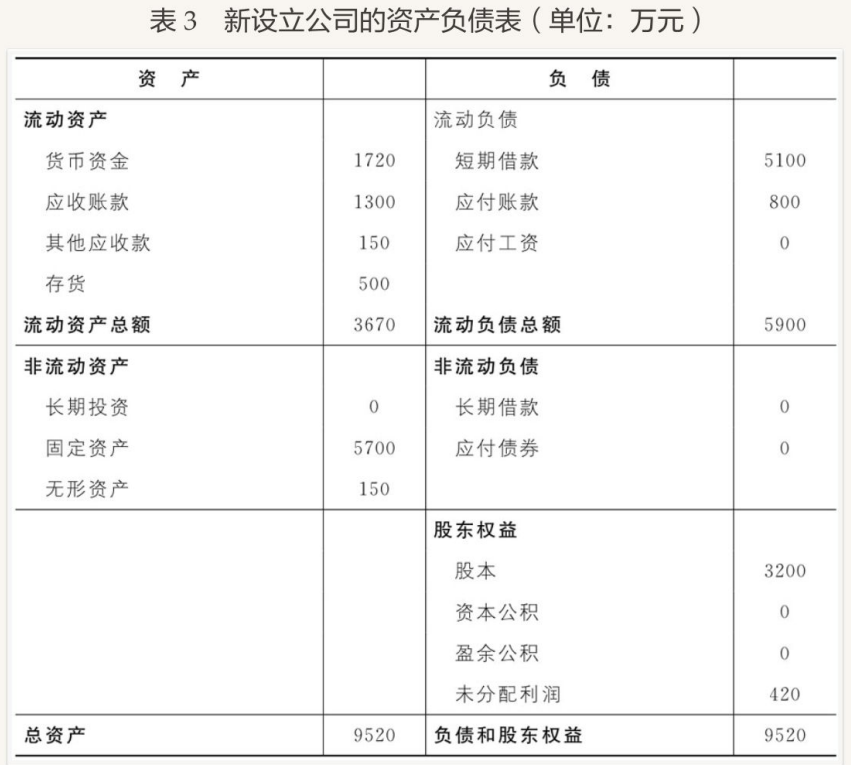 表3 新设立公司的资产负债表（单位：万元）
资 产 负 债
流动资产 流动负债
货币资金 1720 短期借款 5100
应收账款 1300 应付账款 800
其他应收款 150 应付工资 0
存货 500
流动资产总额 3670 流动负债总额 5900
非流动资产 非流动负债
长期投资 0 长期借款 0
固定资产 5700 应付债券 0
无形资产 150
股东权益
股本 3200
资本公积 0
盈余公积 0
未分配利润 420
总资产 9520 负债和股东权益 9520